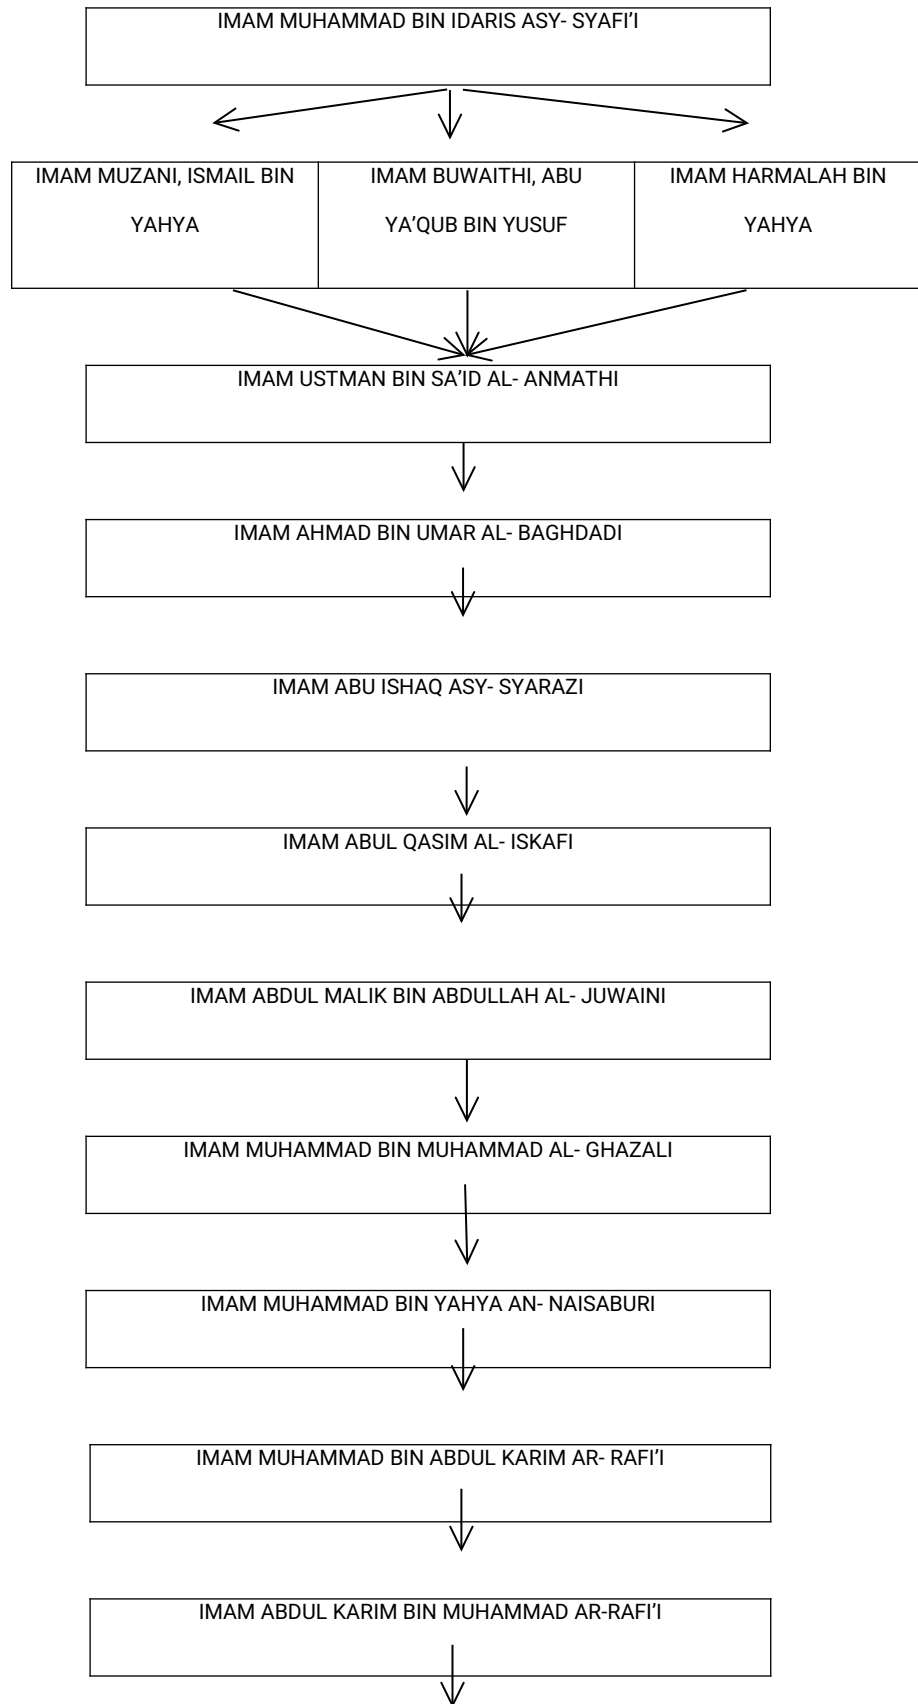 IMAM MUHAMMAD BIN IDARIS ASY- SYAFI'I
IMAM MUZANI, ISMAIL BIN
YAHYA
IMAM BUWAITHI, ABU
YA'QUB BIN YUSUF
IMAM HARMALAH BIN
YAHYA
IMAM USTMAN BIN SA'ID AL- ANMATHI
IMAM AHMAD BIN UMAR AL- BAGHDADI
IMAM ABU ISHAQ ASY- SYARAZI
IMAM ABUL QASIM AL- ISKAFI
IMAM ABDUL MALIK BIN ABDULLAH AL- JUWAINI
IMAM MUHAMMAD BIN MUHAMMAD AL- GHAZALI
IMAM MUHAMMAD BIN YAHYA AN- NAISABURI
IMAM MUHAMMAD BIN ABDUL KARIM AR- RAFI'I
IMAM ABDUL KARIM BIN MUHAMMAD AR-RAFI'I